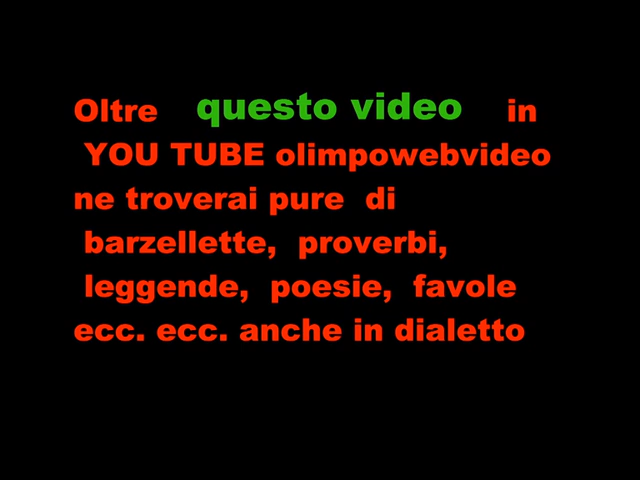 Oltre questo video in
YOU TUBE olimpowebvideo
ne troverai pure di
barzellette, proverbi,
leggende, poesie, favole
ecc. ecc. anche in dialetto